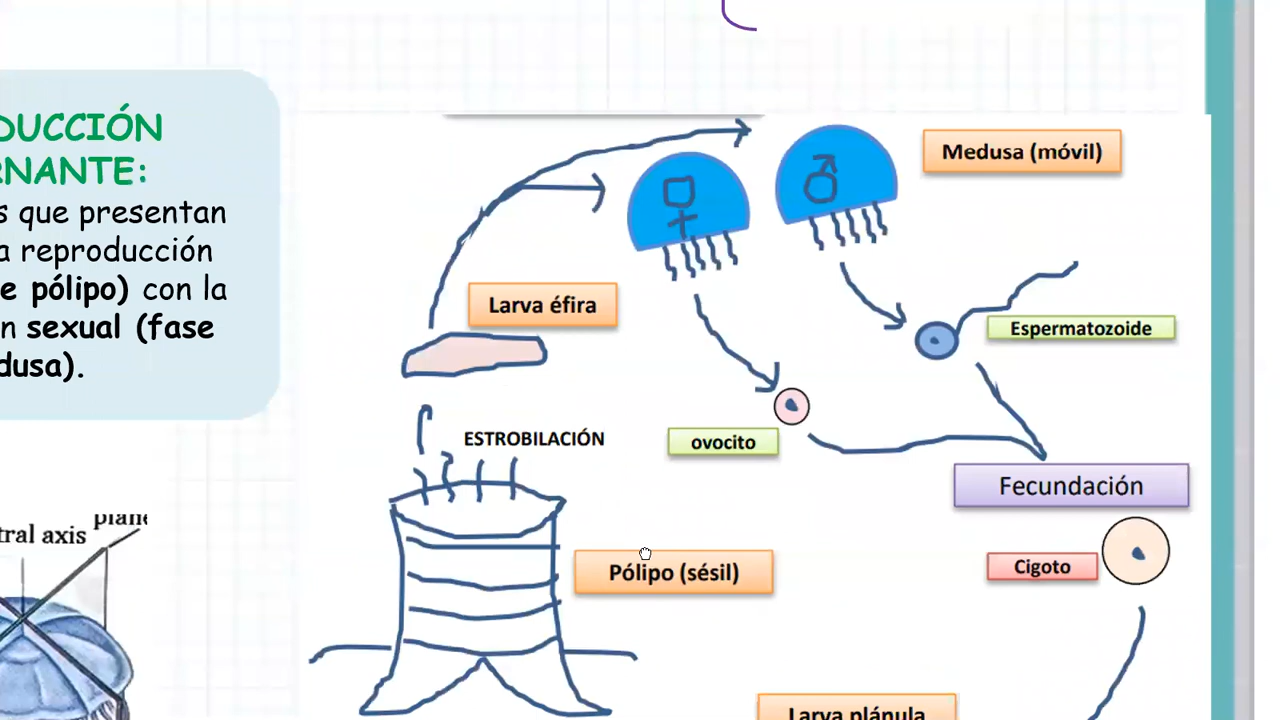 DUCCIÓN
RNANTE:
s que presentan
a reproducción
e pólipo) con la
n sexual (fase
dusa).
Medusa (móvil)
Larva éfira
Espermatozoide
ESTROBILACIÓN
ovocito
Fecundación
plane
tral axis
Pólipo (sésil)
Cigoto
Larva plánula